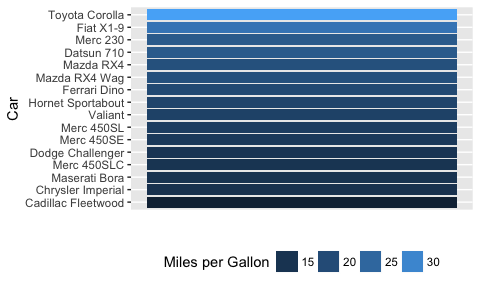 Toyota Corolla
Fiat X1-9
Merc 230
Datsun 710
Mazda RX4
Mazda RX4 Wag
Ferrari Dino
Hornet Sportabout
Valiant
Merc 450SL
Merc 450SE
Dodge Challenger
Merc 450SLC
Maserati Bora
Chrysler Imperial
Cadillac Fleetwood
Car
Miles per Gallon 15 20 25 30